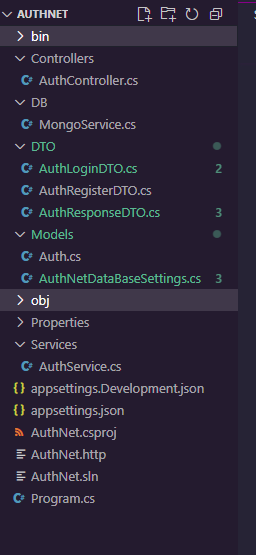 AUTHNET
bin
Controllers
AuthController.cs
DB
MongoService.cs
DTO
AuthLoginDTO.cs 2
AuthRegisterDTO.cs
AuthResponseDTO.cs 3
Models
Auth.cs
AuthNetDataBaseSettings.cs 3
obj
Properties
Services
AuthService.cs
{} appsettings.Development.json
{} appsettings.json
AuthNet.csproj
AuthNet.http
AuthNet.sln
Program.cs